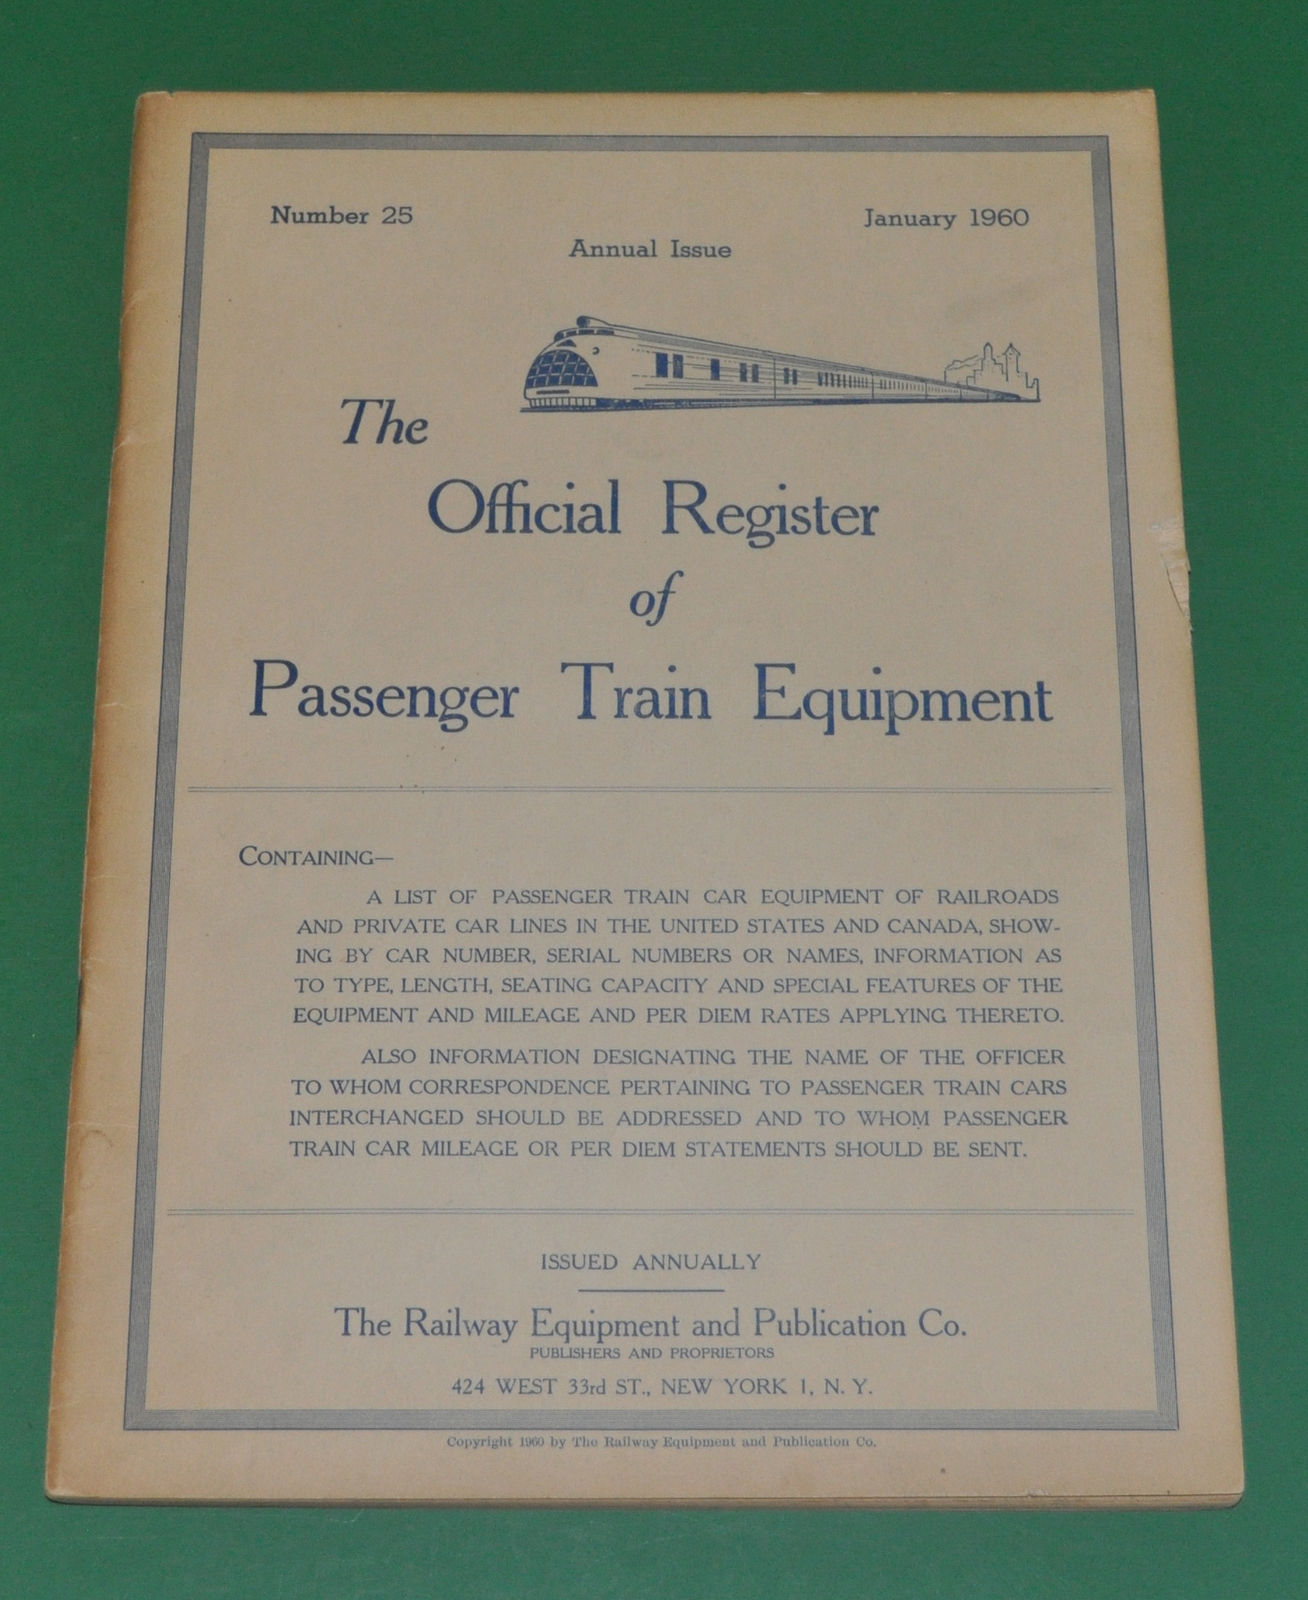 Number 25
January 1960
Annual Issue
The
Official Register
of
Passenger Train Equipment
CONTAINING—
A LIST OF PASSENGER TRAIN CAR EQUIPMENT OF RAILROADS
AND PRIVATE CAR LINES IN THE UNITED STATES AND CANADA, SHOW-
ING BY CAR NUMBER, SERIAL NUMBERS OR NAMES, INFORMATION AS
TO TYPE, LENGTH, SEATING CAPACITY AND SPECIAL FEATURES OF THE
EQUIPMENT AND MILEAGE AND PER DIEM RATES APPLYING THERETO.
ALSO INFORMATION DESIGNATING THE NAME OF THE OFFICER
TO WHOM CORRESPONDENCE PERTAINING TO PASSENGER TRAIN CARS
INTERCHANGED SHOULD BE ADDRESSED AND TO WHOM PASSENGER
TRAIN CAR MILEAGE OR PER DIEM STATEMENTS SHOULD BE SENT.
ISSUED ANNUALLY
The Railway Equipment and Publication Co.
PUBLISHERS AND PROPRIETORS
424 WEST 33rd ST., NEW YORK 1, N. Y.
Copyright 1960 by The Railway Equipment and Publication Co.